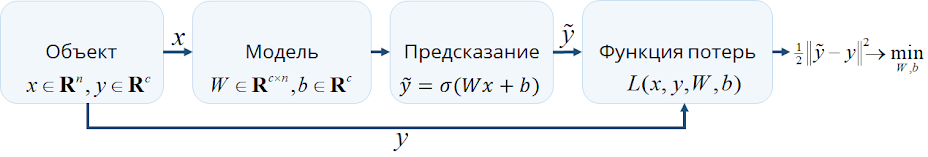 Объект
x ∈ Rⁿ, y ∈ Rᶜ
x
Модель
W ∈ Rᶜˣⁿ, b ∈ Rᶜ
Предсказание
ỹ = σ(Wx + b)
ỹ
Функция потерь
L(x, y, W, b)
½‖ỹ − y‖² → min
W,b
y